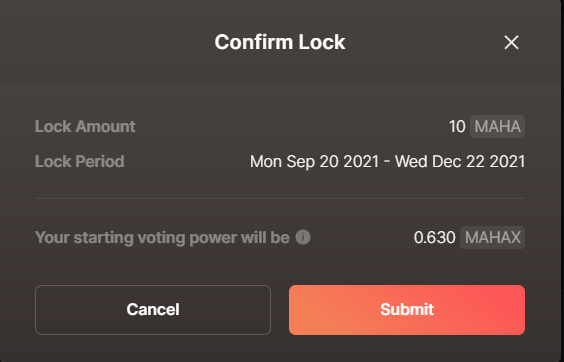 Confirm Lock
Lock Amount 10 MAHA
Lock Period Mon Sep 20 2021 - Wed Dec 22 2021
Your starting voting power will be 0.630 MAHAX
Cancel Submit